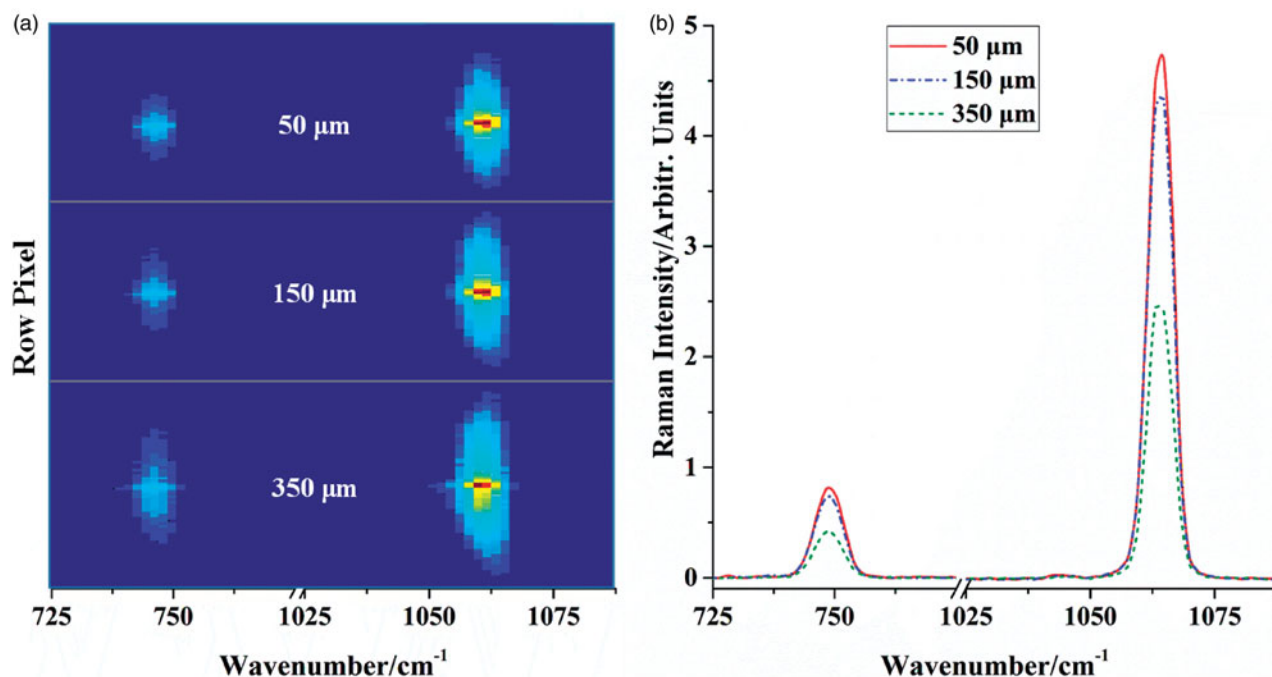 (a)
50 μm
150 μm
350 μm
Row Pixel
725 750 1025 1050 1075
Wavenumber/cm⁻¹
(b)
50 μm
150 μm
350 μm
5
4
3
2
1
0
Raman Intensity/Arbitr. Units
725 750 1025 1050 1075
Wavenumber/cm⁻¹